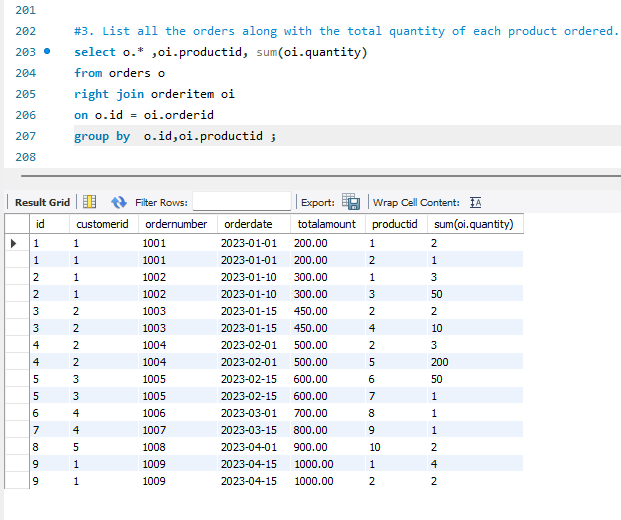 201
202 #3. List all the orders along with the total quantity of each product ordered.
203 select o.* ,oi.productid, sum(oi.quantity)
204 from orders o
205 right join orderitem oi
206 on o.id = oi.orderid
207 group by o.id,oi.productid ;
208
Result Grid Filter Rows: Export: Wrap Cell Content: IA
id customerid ordernumber orderdate totalamount productid sum(oi.quantity)
1 1 1001 2023-01-01 200.00 1 2
1 1 1001 2023-01-01 200.00 2 1
2 1 1002 2023-01-10 300.00 1 3
2 1 1002 2023-01-10 300.00 3 50
3 2 1003 2023-01-15 450.00 2 2
3 2 1003 2023-01-15 450.00 4 10
4 2 1004 2023-02-01 500.00 2 3
4 2 1004 2023-02-01 500.00 5 200
5 3 1005 2023-02-15 600.00 6 50
5 3 1005 2023-02-15 600.00 7 1
6 4 1006 2023-03-01 700.00 8 1
7 4 1007 2023-03-15 800.00 9 1
8 5 1008 2023-04-01 900.00 10 2
9 1 1009 2023-04-15 1000.00 1 4
9 1 1009 2023-04-15 1000.00 2 2